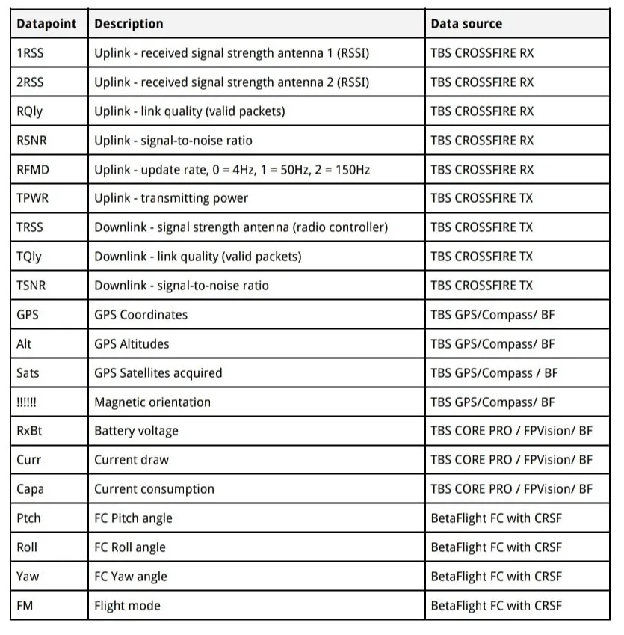 Datapoint Description Data source
1RSS Uplink - received signal strength antenna 1 (RSSI) TBS CROSSFIRE RX
2RSS Uplink - received signal strength antenna 2 (RSSI) TBS CROSSFIRE RX
RQly Uplink - link quality (valid packets) TBS CROSSFIRE RX
RSNR Uplink - signal-to-noise ratio TBS CROSSFIRE RX
RFMD Uplink - update rate, 0 = 4Hz, 1 = 50Hz, 2 = 150Hz TBS CROSSFIRE RX
TPWR Uplink - transmitting power TBS CROSSFIRE TX
TRSS Downlink - signal strength antenna (radio controller) TBS CROSSFIRE TX
TQly Downlink - link quality (valid packets) TBS CROSSFIRE TX
TSNR Downlink - signal-to-noise ratio TBS CROSSFIRE TX
GPS GPS Coordinates TBS GPS/Compass/ BF
Alt GPS Altitudes TBS GPS/Compass/ BF
Sats GPS Satellites acquired TBS GPS/Compass / BF
!!!!!! Magnetic orientation TBS GPS/Compass/ BF
RxBt Battery voltage TBS CORE PRO / FPVision/ BF
Curr Current draw TBS CORE PRO / FPVision/ BF
Capa Current consumption TBS CORE PRO / FPVision/ BF
Ptch FC Pitch angle BetaFlight FC with CRSF
Roll FC Roll angle BetaFlight FC with CRSF
Yaw FC Yaw angle BetaFlight FC with CRSF
FM Flight mode BetaFlight FC with CRSF